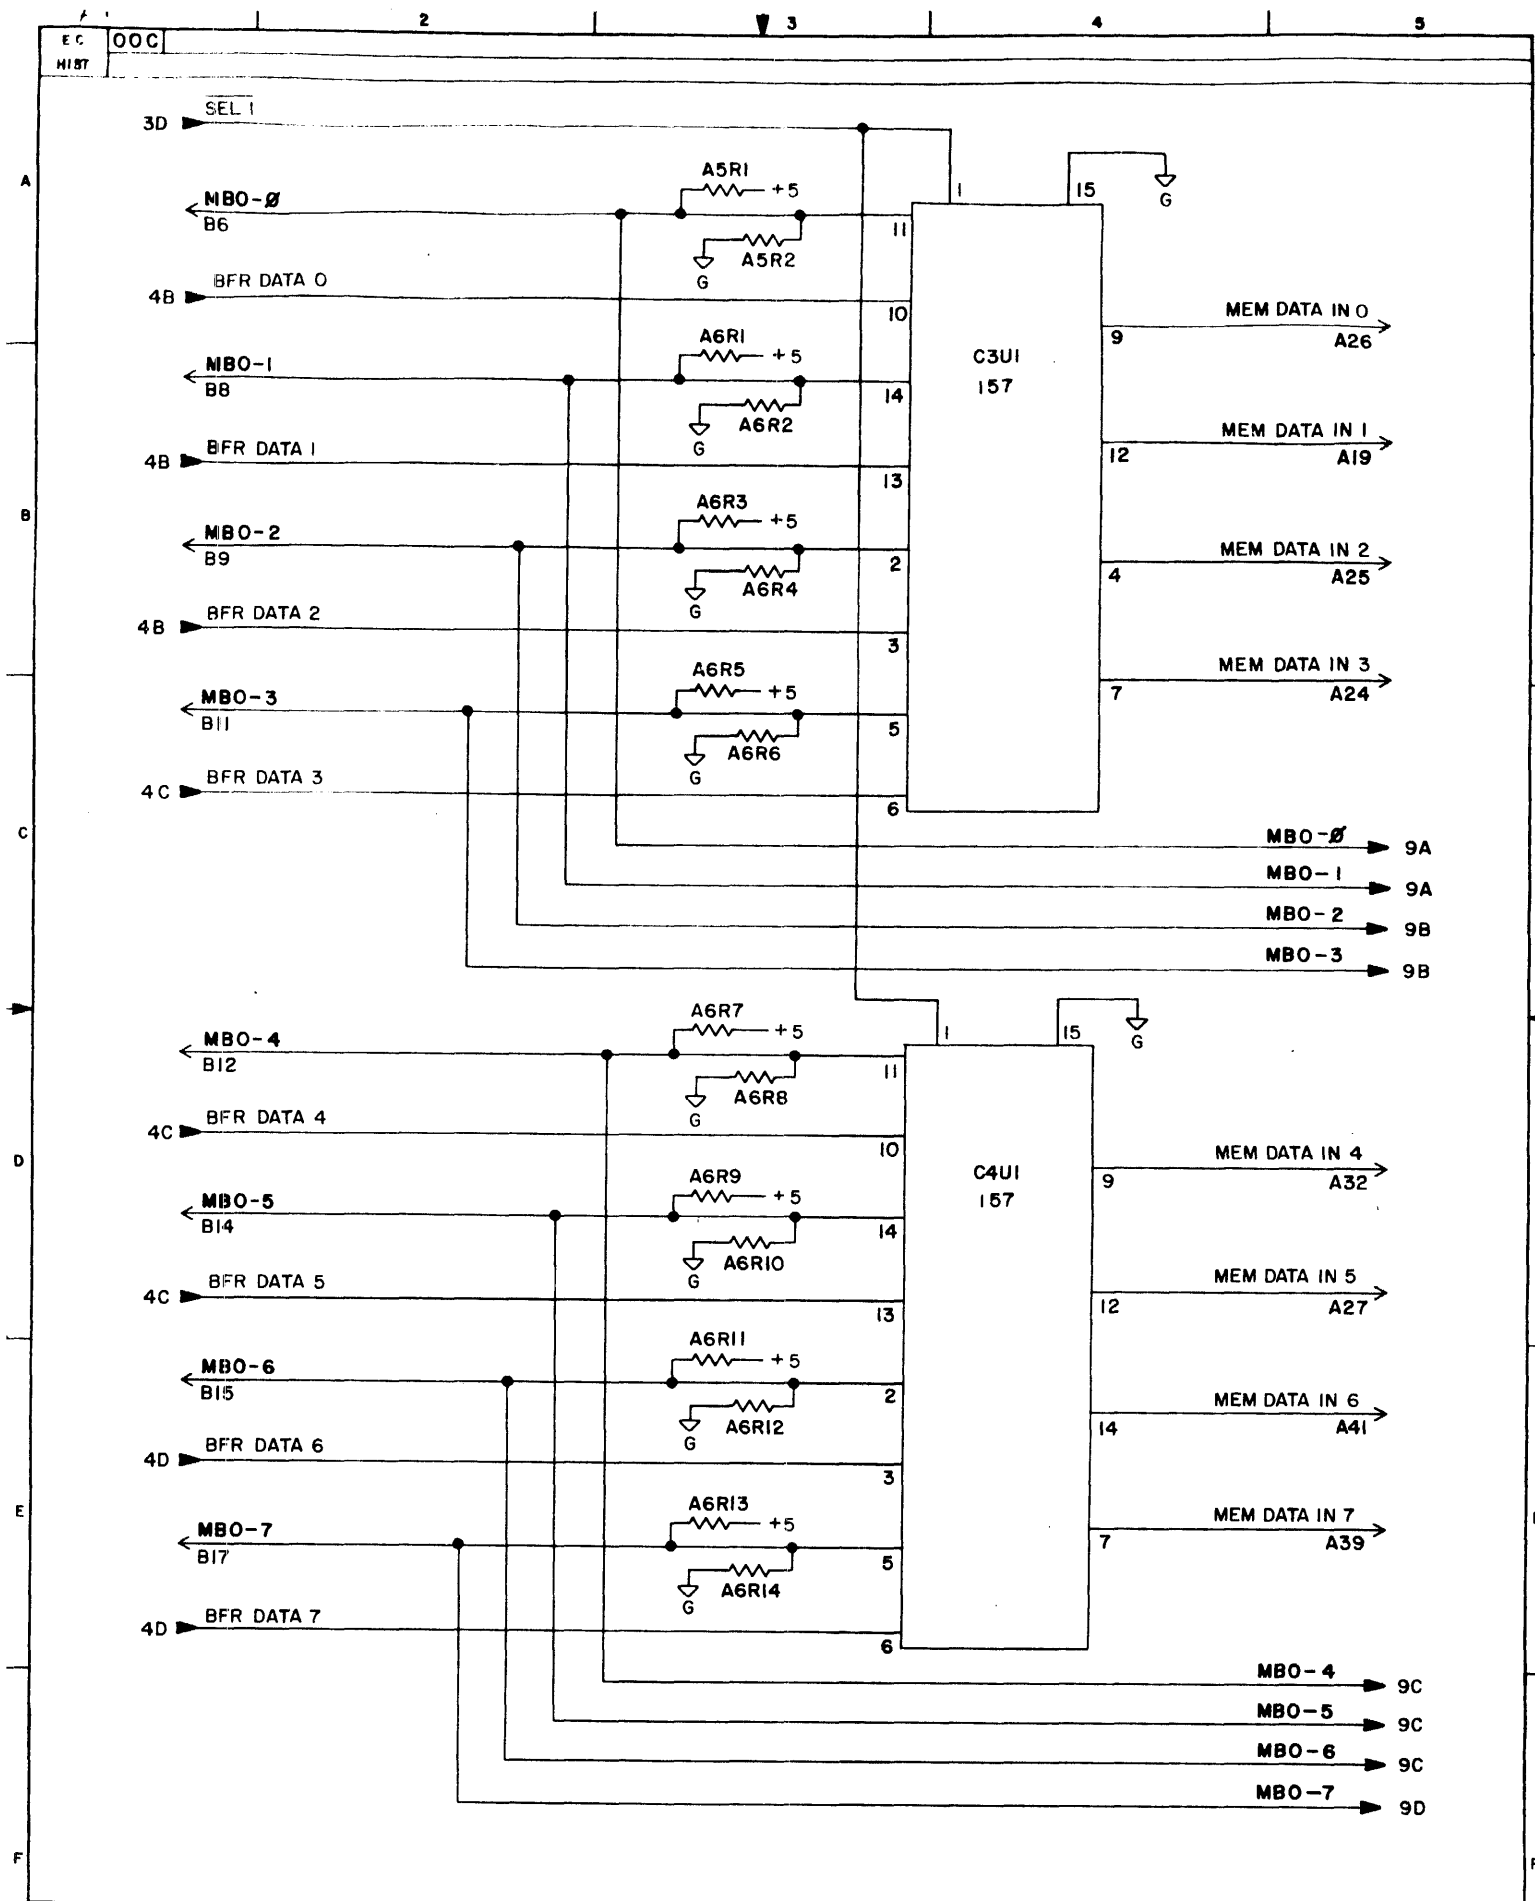 2 3 4 5
EC OOC
HIST
SEL 1
3D
A
A5R1
+5
1 15
G
MBO-Ø
B6
11
A5R2
G
BFR DATA 0
4B
10
MEM DATA IN 0
9
A26
A6R1
+5
C3U1
157
MBO-1
B8
14
A6R2
G
MEM DATA IN 1
12
A19
BFR DATA 1
4B
13
B
A6R3
+5
MBO-2
B9
2
A6R4
G
MEM DATA IN 2
4
A25
BFR DATA 2
4B
3
A6R5
+5
MEM DATA IN 3
7
A24
MBO-3
B11
5
A6R6
G
BFR DATA 3
4C
6
C
MBO-Ø 9A
MBO-1 9A
MBO-2 9B
MBO-3 9B
A6R7
+5
1 15
G
MBO-4
B12
11
A6R8
G
BFR DATA 4
4C
10
D
MEM DATA IN 4
9
A32
A6R9
+5
C4U1
157
MBO-5
B14
14
A6R10
G
BFR DATA 5
4C
13
MEM DATA IN 5
12
A27
A6R11
+5
MBO-6
B15
2
A6R12
G
MEM DATA IN 6
14
A41
BFR DATA 6
4D
3
E
A6R13
+5
MEM DATA IN 7
7
A39
MBO-7
B17
5
A6R14
G
BFR DATA 7
4D
6
MBO-4 9C
MBO-5 9C
MBO-6 9C
MBO-7 9D
F